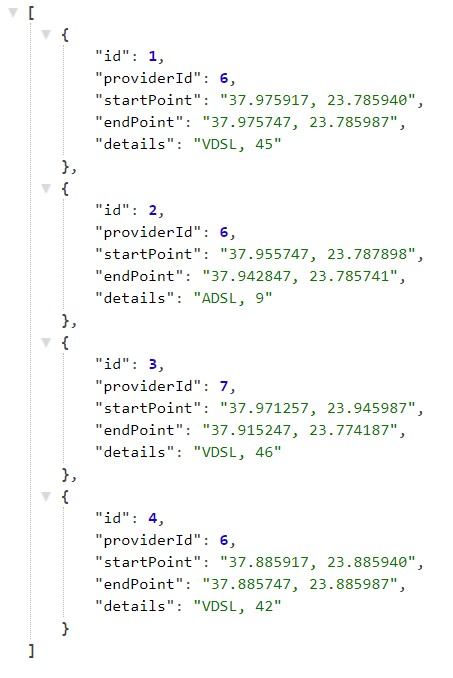 [
{
"id": 1,
"providerId": 6,
"startPoint": "37.975917, 23.785940",
"endPoint": "37.975747, 23.785987",
"details": "VDSL, 45"
},
{
"id": 2,
"providerId": 6,
"startPoint": "37.955747, 23.787898",
"endPoint": "37.942847, 23.785741",
"details": "ADSL, 9"
},
{
"id": 3,
"providerId": 7,
"startPoint": "37.971257, 23.945987",
"endPoint": "37.915247, 23.774187",
"details": "VDSL, 46"
},
{
"id": 4,
"providerId": 6,
"startPoint": "37.885917, 23.885940",
"endPoint": "37.885747, 23.885987",
"details": "VDSL, 42"
}
]